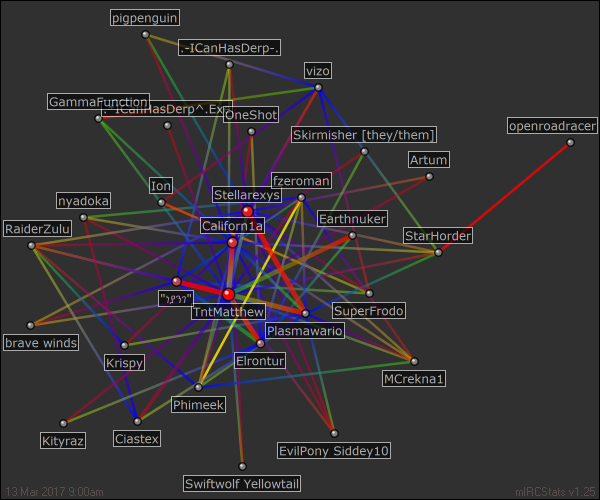 pigpenguin
.-ICanHasDerp-.
vizo
GammaFunction
.^ICanHasDerp^.Ex
OneShot
openroadracer
Skirmisher [they/them]
Artum
Ion
fzeroman
Stellarexys
nyadoka
Earthnuker
Californ1a
RaiderZulu
StarHorder
TntMatthew
SuperFrodo
Plasmawario
brave winds
Elrontur
Krispy
MCrekna1
Phimeek
Kityraz
Ciastex
EvilPony Siddey10
Swiftwolf Yellowtail
13 Mar 2017 9:00am
mIRCStats v1.25